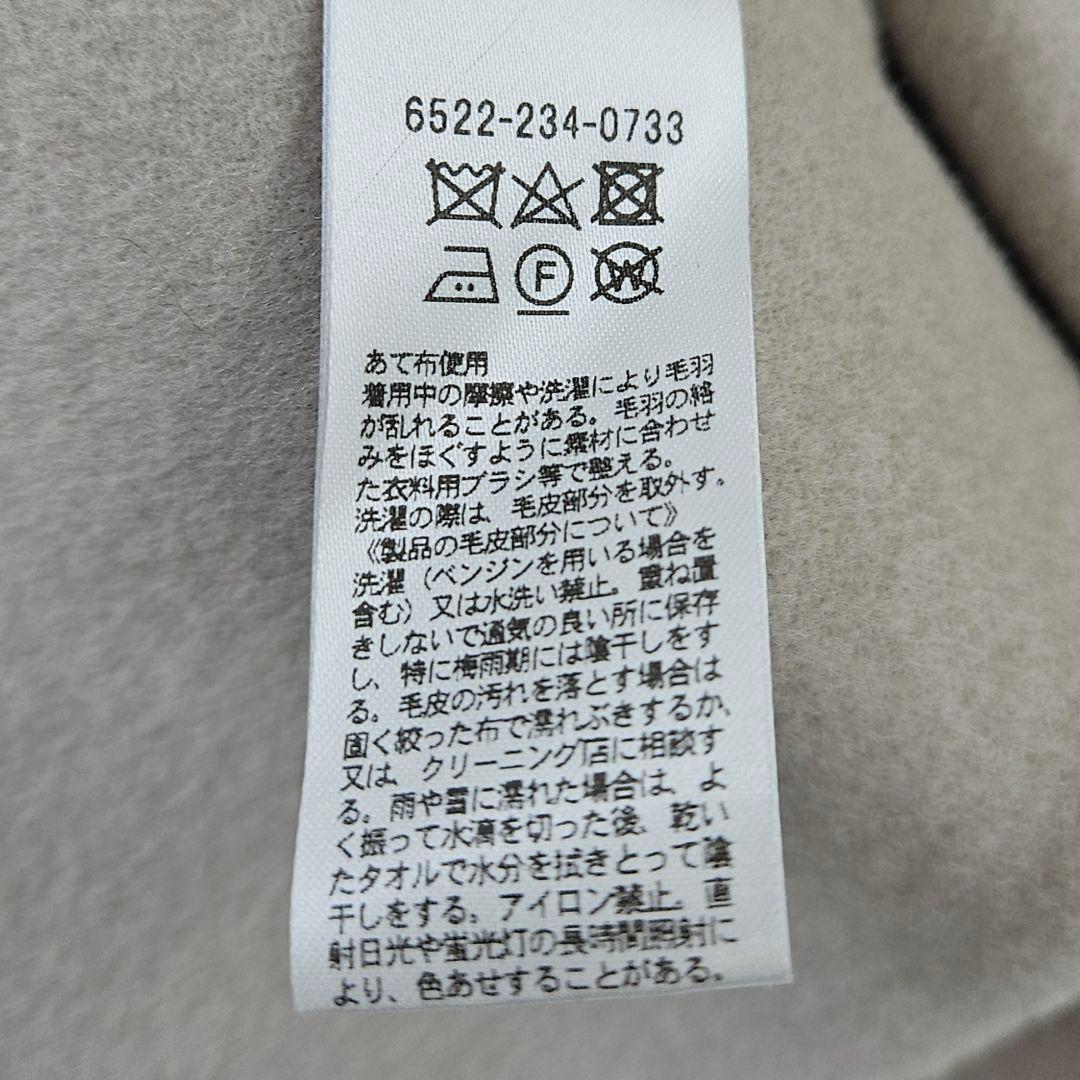 6522-234-0733
F
W
あて布使用
着用中の摩擦や洗濯により毛羽
が乱れることがある。毛羽の絡
みをほぐすように素材に合わせ
た衣料用ブラシ等で整える。
洗濯の際は、毛皮部分を取外す。
《製品の毛皮部分について》
洗濯（ベンジンを用いる場合を
含む）又は水洗い禁止。重ね置
きしないで通気の良い所に保存
し、特に梅雨期には陰干しをす
る。毛皮の汚れを落とす場合は
固く絞った布で濡れぶきするか、
又は、クリーニング店に相談す
る。雨や雪に濡れた場合は、よ
く振って水滴を切った後、乾い
たタオルで水分を拭きとって陰
干しをする。アイロン禁止。直
射日光や蛍光灯の長時間照射に
より、色あせすることがある。